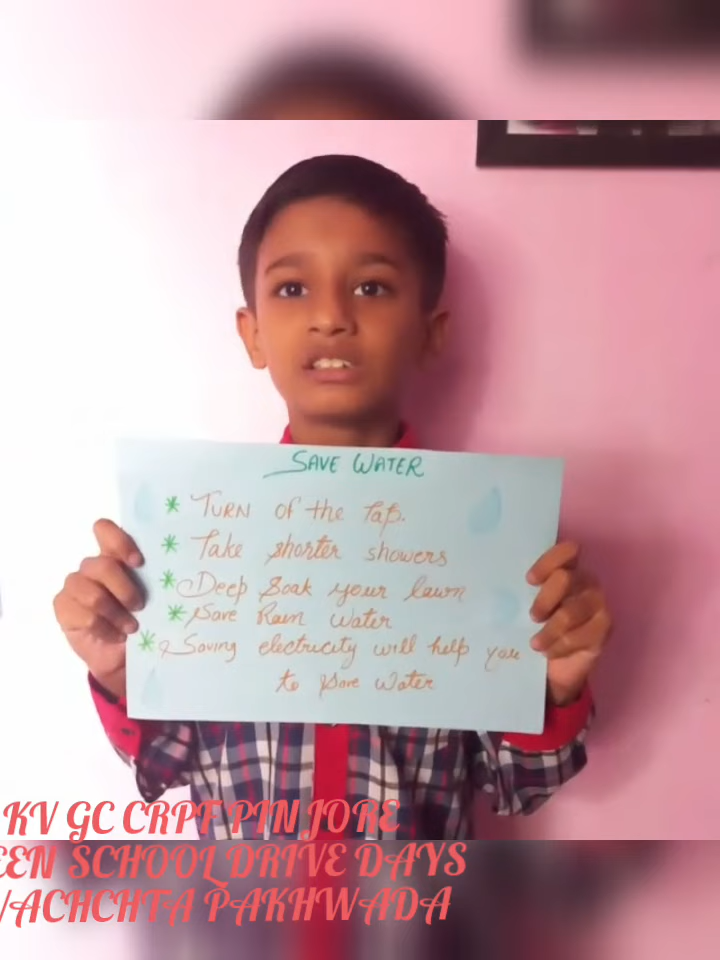 SAVE WATER
* TURN of the Tap.
* Take shorter showers
* Deep Soak your lawn
* Save Rain Water
* Saving electricity will help you
to Save Water
KV GC CRPF PINJORE
EEN SCHOOL DRIVE DAYS
/ACHCHTA PAKHWADA